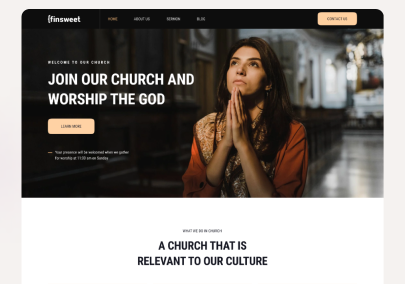 {finsweet
HOME
ABOUT US
SERMON
BLOG
CONTACT US
WELCOME TO OUR CHURCH
JOIN OUR CHURCH AND
WORSHIP THE GOD
LEARN MORE
Your presence will be welcomed when we gather
for worship at 11:00 am on Sunday
WHAT WE DO IN CHURCH
A CHURCH THAT IS
RELEVANT TO OUR CULTURE